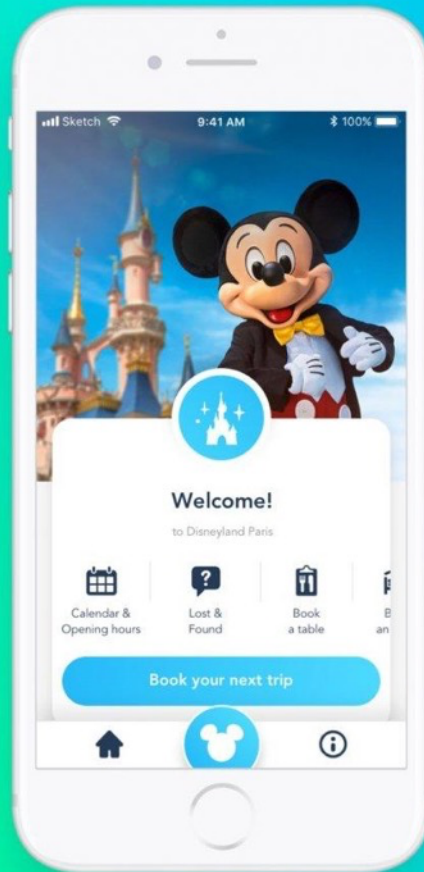 Sketch 9:41 AM 100%
Welcome!
to Disneyland Paris
Calendar &
Opening hours
Lost &
Found
Book
a table
B
an
Book your next trip